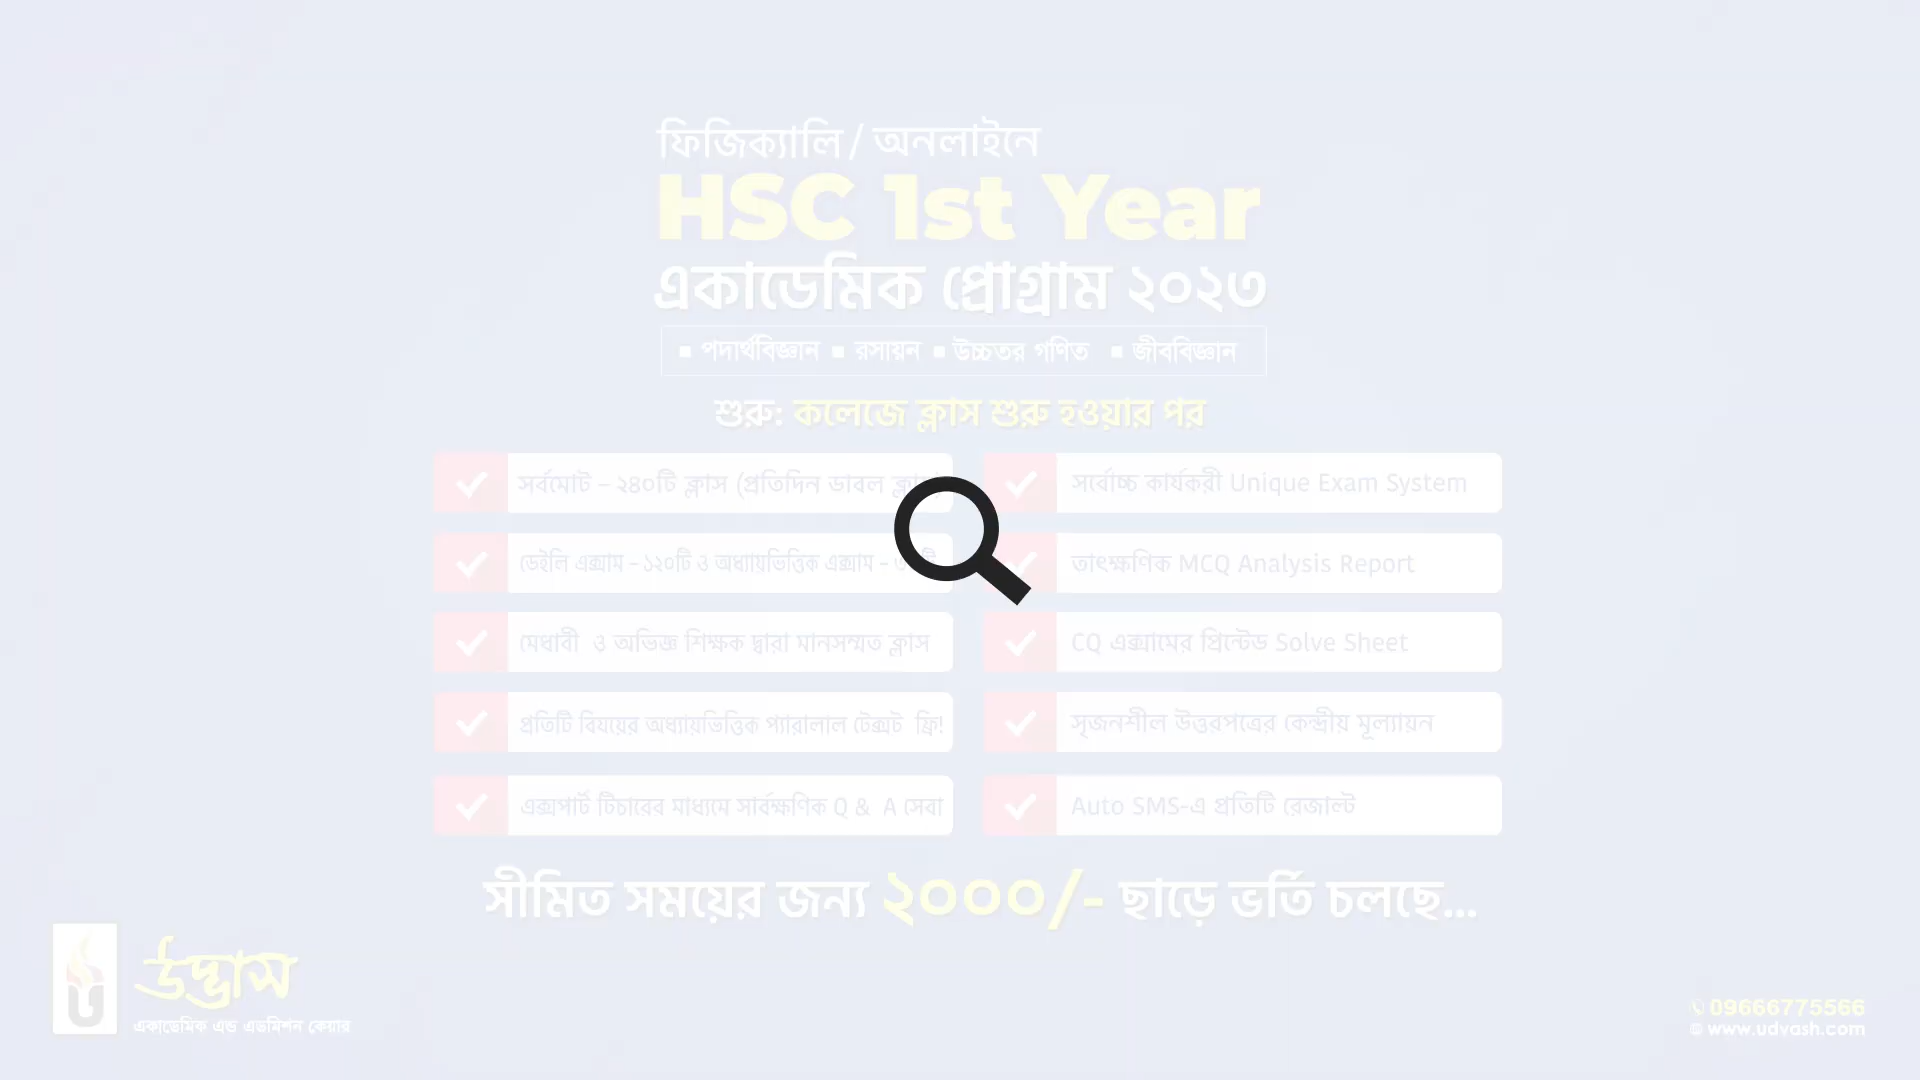 ফিজিক্যালি / অনলাইনে
HSC 1st Year
একাডেমিক প্রোগ্রাম ২০২৩
▪ পদার্থবিজ্ঞান ▪ রসায়ন ▪ উচ্চতর গণিত ▪ জীববিজ্ঞান
শুরু: কলেজে ক্লাস শুরু হওয়ার পর
সর্বমোট – ২৪০টি ক্লাস (প্রতিদিন ডাবল
ডেইলি এক্সাম – ১২০টি ও অধ্যায়ভিত্তিক এক্সাম –
মেধাবী ও অভিজ্ঞ শিক্ষক দ্বারা মানসম্মত ক্লাস
প্রতিটি বিষয়ের অধ্যায়ভিত্তিক প্যারালাল টেক্সট ফ্রি!
এক্সপার্ট টিচারের মাধ্যমে সার্বক্ষণিক Q & A সেবা
সর্বোচ্চ কার্যকরী Unique Exam System
তাৎক্ষণিক MCQ Analysis Report
CQ এক্সামের প্রিন্টেড Solve Sheet
সৃজনশীল উত্তরপত্রের কেন্দ্রীয় মূল্যায়ন
Auto SMS-এ প্রতিটি রেজাল্ট
সীমিত সময়ের জন্য ২০০০/- ছাড়ে ভর্তি চলছে...
উদ্ভাস
একাডেমিক এন্ড এডমিশন কেয়ার
09666775566
www.udvash.com